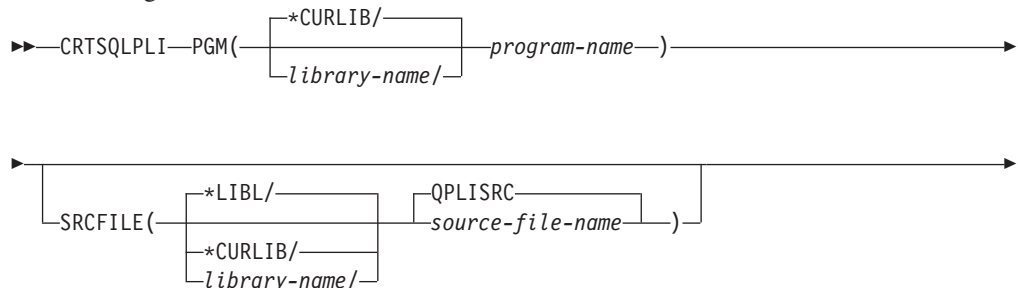 *CURLIB/
CRTSQLPLI PGM( program-name )
library-name/
*LIBL/ QPLISRC
SRCFILE( source-file-name )
*CURLIB/
library-name/